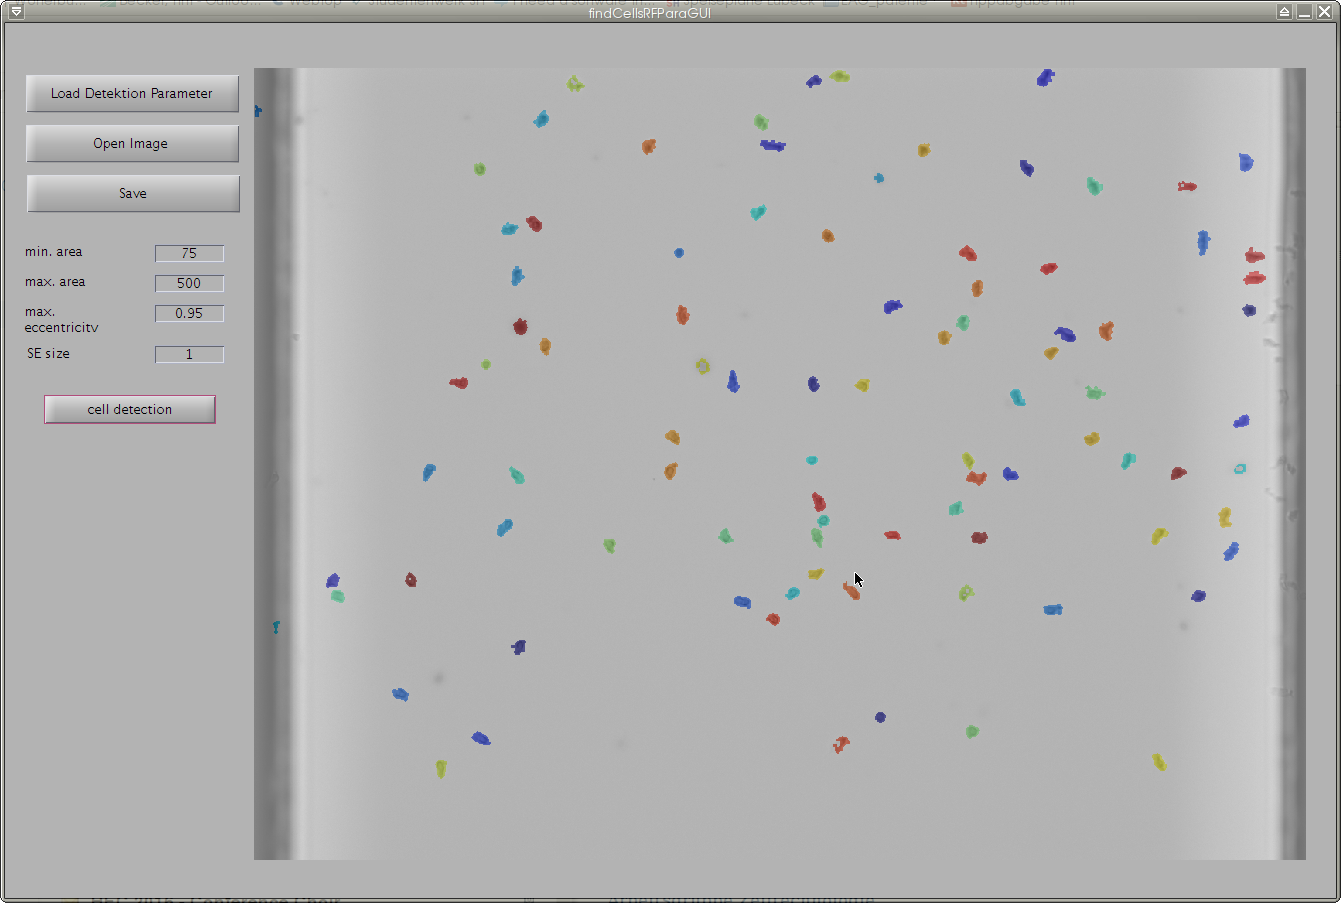 findCellsRFParaGUI
Load Detektion Parameter
Open Image
Save
min. area 75
max. area 500
max.
eccentricity 0.95
SE size 1
cell detection